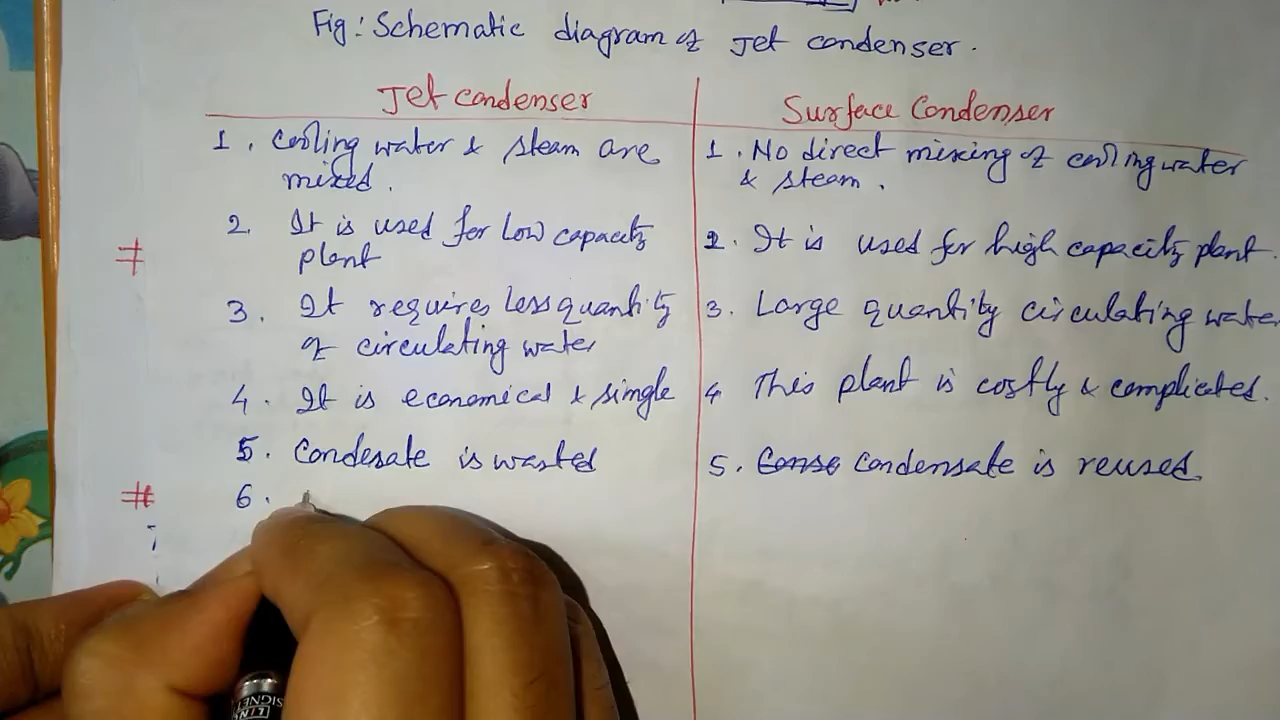 Fig: Schematic diagram of Jet condenser.
Jet condenser
Surface Condenser
1. Cooling water & steam are
mixed.
1. No direct mixing of cooling water
& steam.
2. It is used for low capacity
plant
2. It is used for high capacity plant.
3. It requires less quantity
of circulating water
3. Large quantity circulating water
4. It is economical & simgle
4 This plant is costly & complicated.
5. Condesate is wasted
5. Conse condensate is reused.
6.